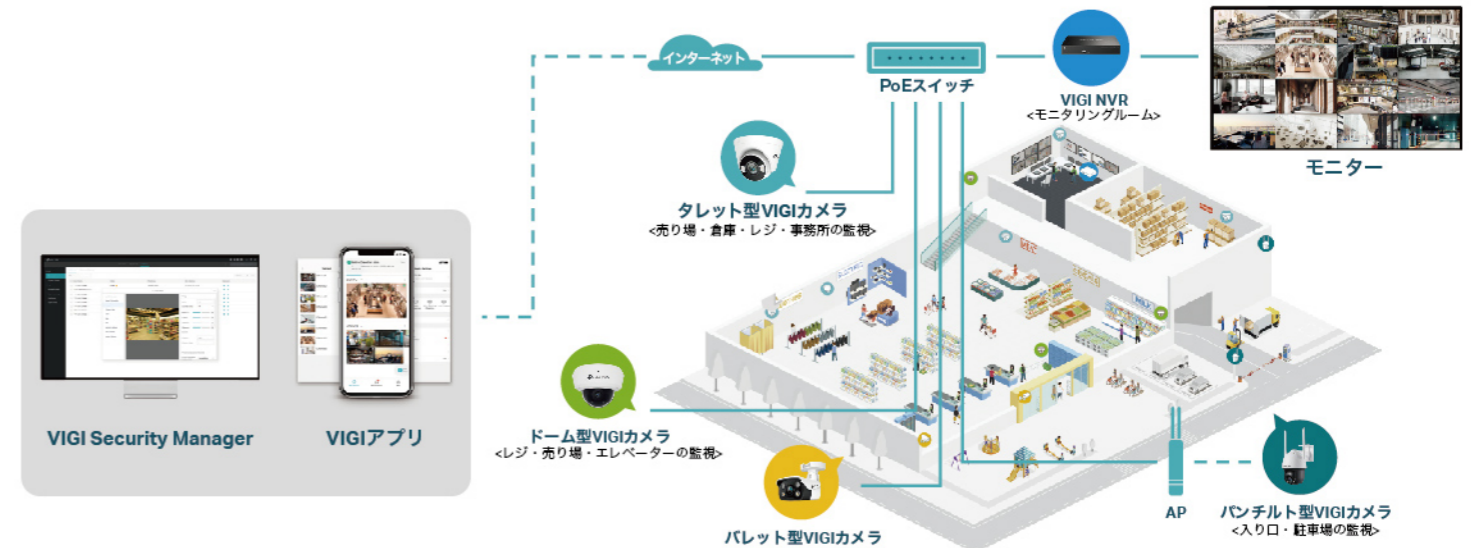 インターネット
PoEスイッチ
VIGI NVR
<モニタリングルーム>
モニター
タレット型VIGIカメラ
<売り場・倉庫・レジ・事務所の監視>
VIGI Security Manager
VIGIアプリ
ドーム型VIGIカメラ
<レジ・売り場・エレベーターの監視>
バレット型VIGIカメラ
AP
パンチルト型VIGIカメラ
<入り口・駐車場の監視>